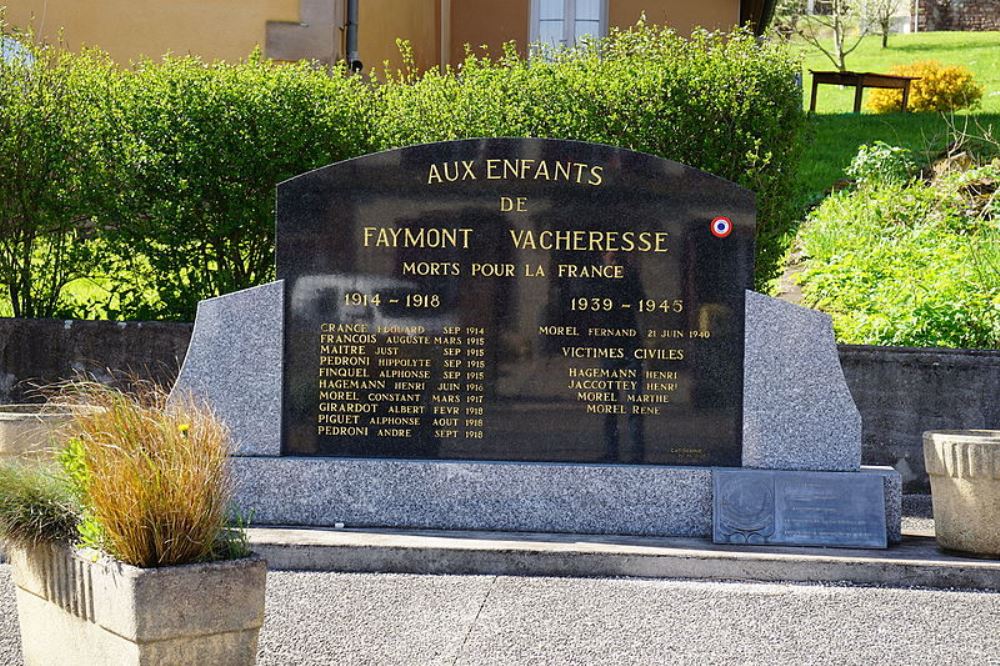 AUX ENFANTS
DE
FAYMONT VACHERESSE
MORTS POUR LA FRANCE
1914 - 1918
CRANCE EDOUARD SEP 1914
FRANCOIS AUGUSTE MARS 1915
MAITRE JUST SEP 1915
PEDRONI HIPPOLYTE SEP 1915
FINQUEL ALPHONSE SEP 1915
HAGEMANN HENRI JUIN 1916
MOREL CONSTANT MARS 1917
GIRARDOT ALBERT FEVR 1918
PIGUET ALPHONSE AOUT 1918
PEDRONI ANDRE SEPT 1918
1939 - 1945
MOREL FERNAND 21 JUIN 1940
VICTIMES CIVILES
HAGEMANN HENRI
JACCOTTEY HENRI
MOREL MARTHE
MOREL RENE